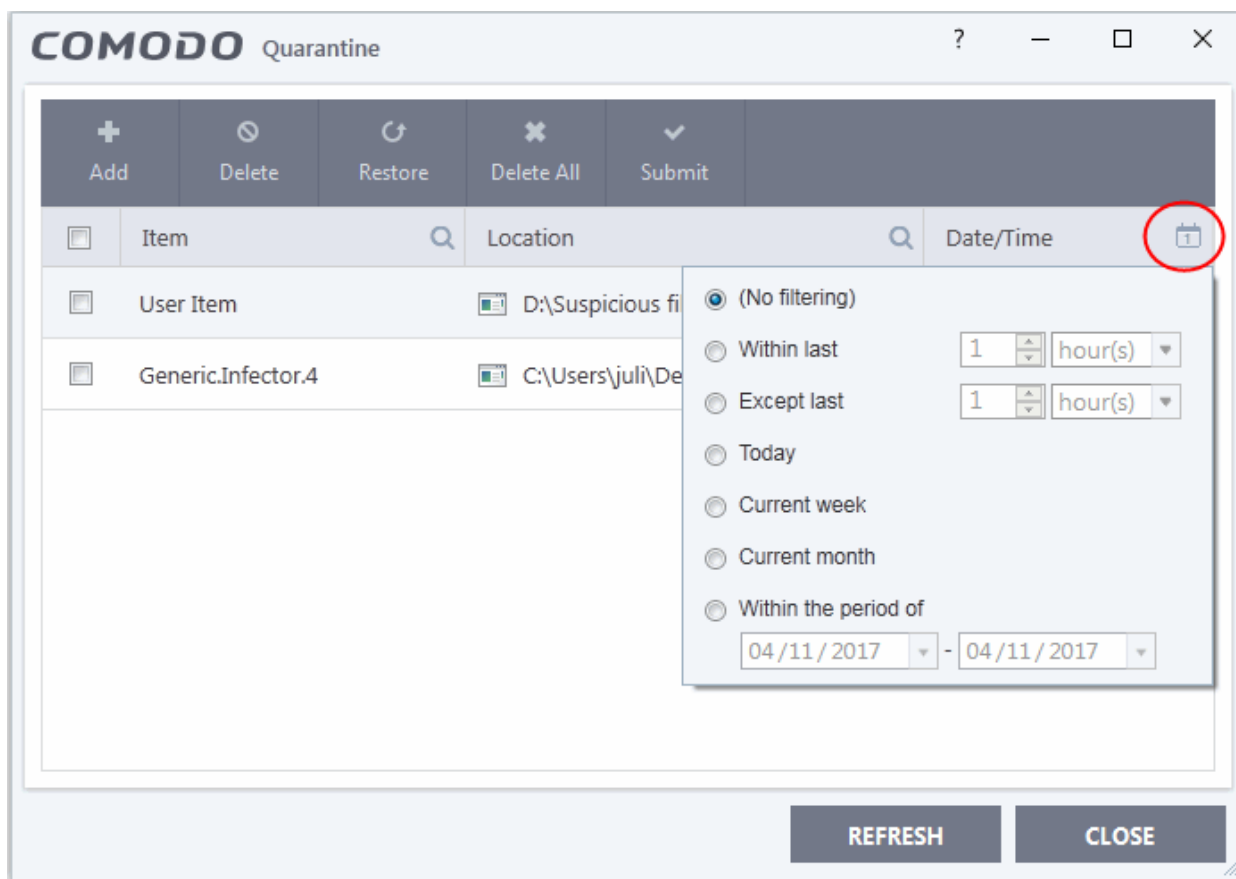 COMODO Quarantine ?
Add Delete Restore Delete All Submit
Item Location Date/Time 1
User Item D:\Suspicious fi
Generic.Infector.4 C:\Users\juli\De
(No filtering)
Within last 1 hour(s)
Except last 1 hour(s)
Today
Current week
Current month
Within the period of
04/11/2017 - 04/11/2017
REFRESH CLOSE